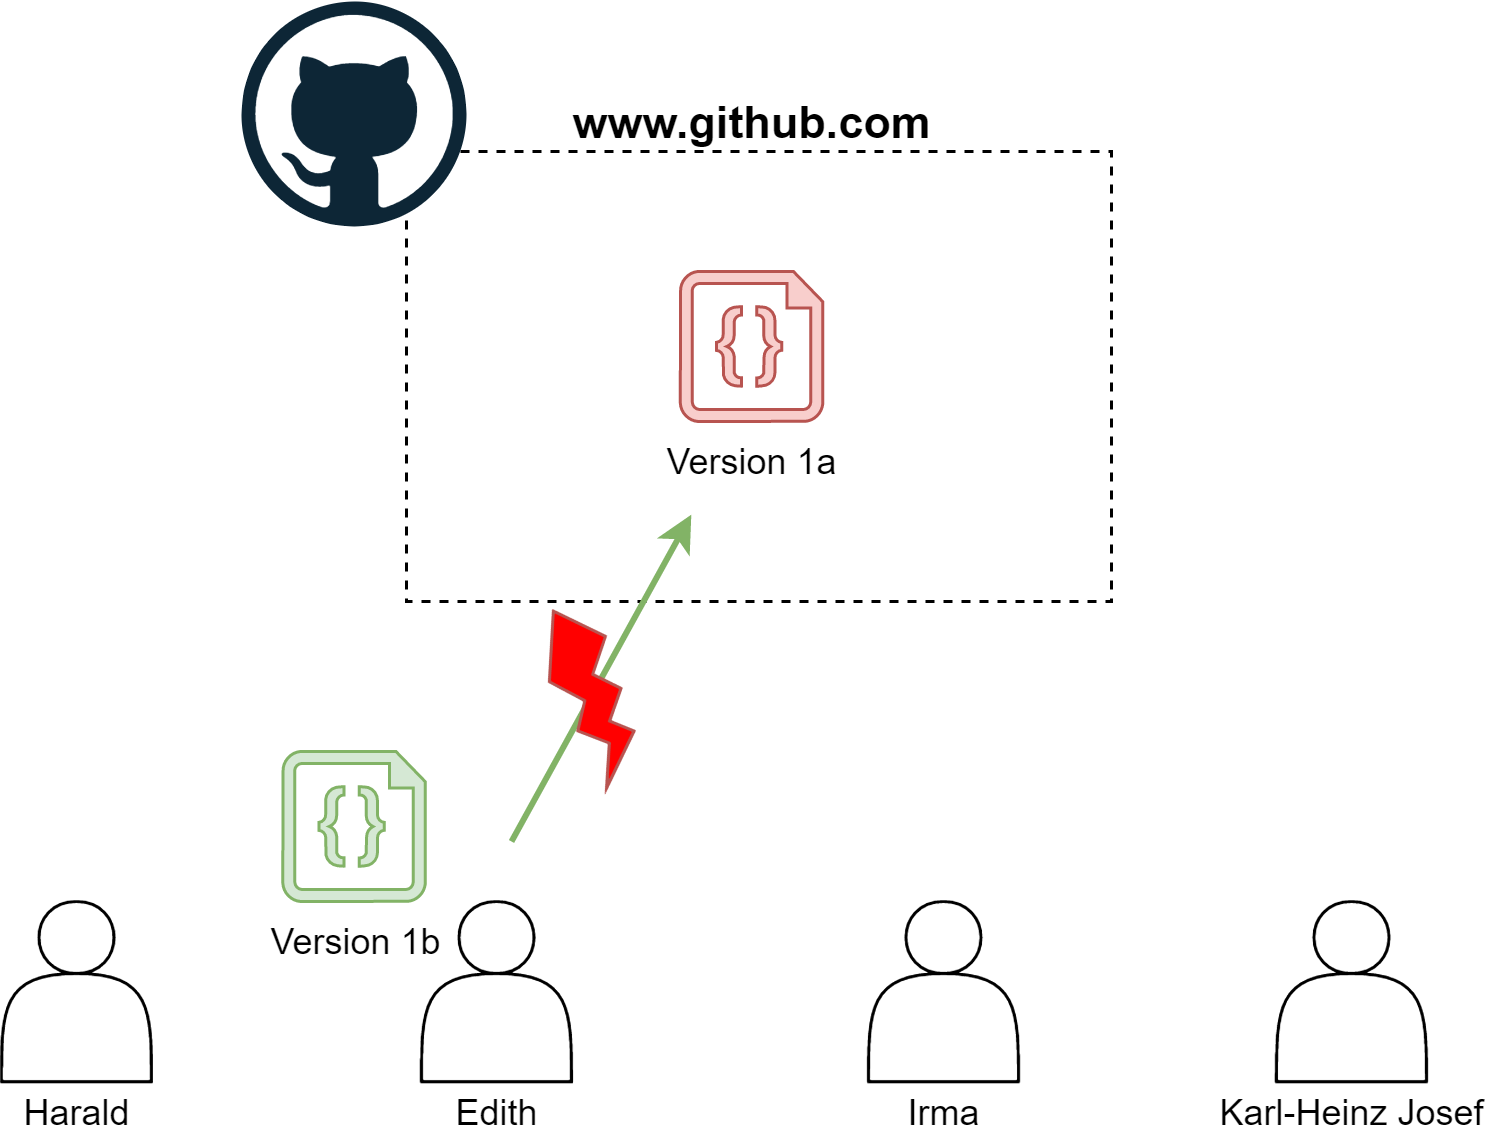 www.github.com
Version 1a
Version 1b
Harald
Edith
Irma
Karl-Heinz Josef